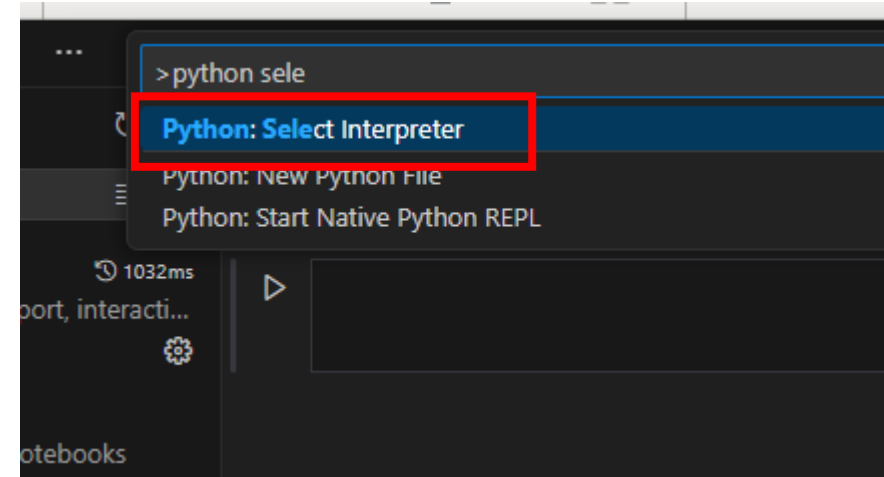 ...
>python sele
Python: Select Interpreter
Python: New Python File
Python: Start Native Python REPL
1032ms
port, interacti...
otebooks